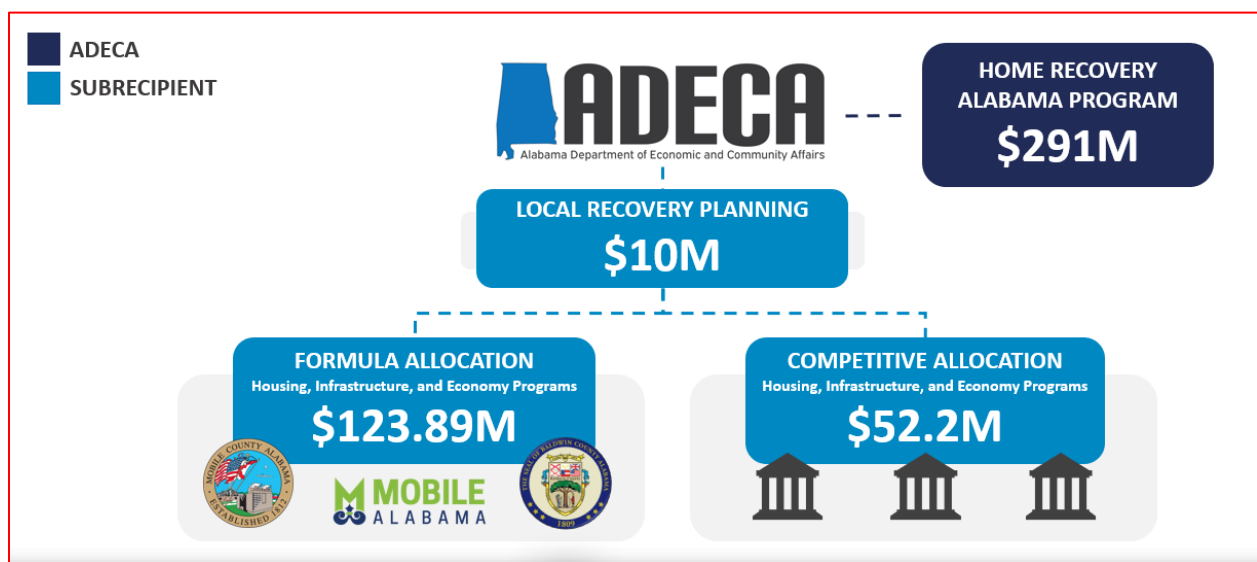 ADECA
SUBRECIPIENT
ADECA
Alabama Department of Economic and Community Affairs
HOME RECOVERY
ALABAMA PROGRAM
$291M
LOCAL RECOVERY PLANNING
$10M
FORMULA ALLOCATION
Housing, Infrastructure, and Economy Programs
$123.89M
MOBILE COUNTY ALABAMA
ESTABLISHED 1812
MOBILE
ALABAMA
THE SEAL OF BALDWIN COUNTY ALABAMA
1809
COMPETITIVE ALLOCATION
Housing, Infrastructure, and Economy Programs
$52.2M